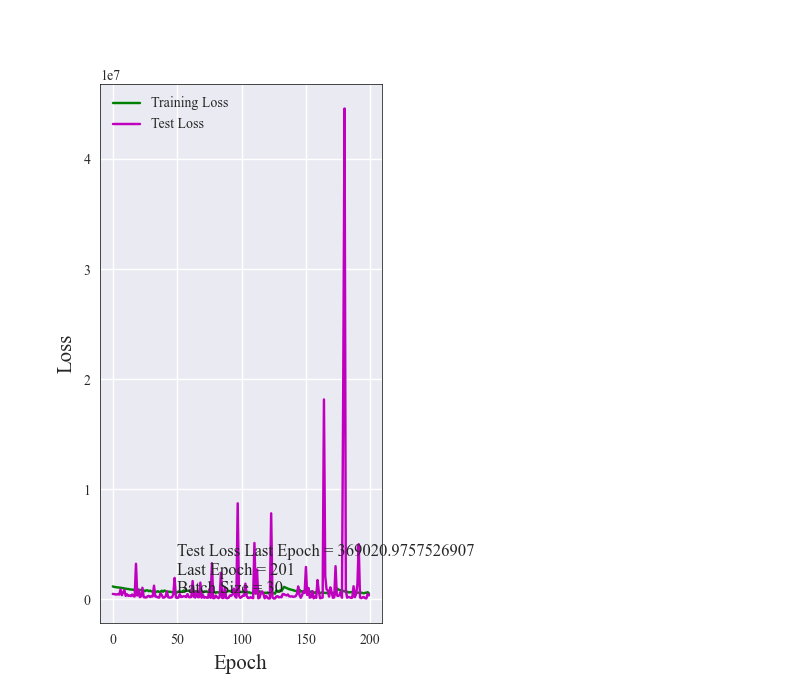 1e7
Training Loss
Test Loss
4
3
2
1
0
Loss
Test Loss Last Epoch = 369020.9757526907
Last Epoch = 201
Batch Size = 30
0 50 100 150 200
Epoch